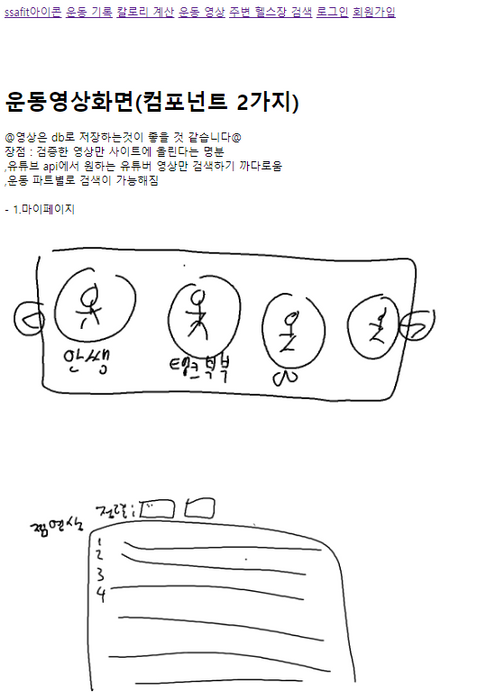 ssafit아이콘 운동 기록 칼로리 계산 운동 영상 주변 헬스장 검색 로그인 회원가입
운동영상화면(컴포넌트 2가지)
@영상은 db로 저장하는것이 좋을 것 같습니다@
장점 : 검증한 영상만 사이트에 올린다는 명분
,유튜브 api에서 원하는 유튜버 영상만 검색하기 까다로움
,운동 파트별로 검색이 가능해짐
- 1.마이페이지
정렬:
1
2
3
4